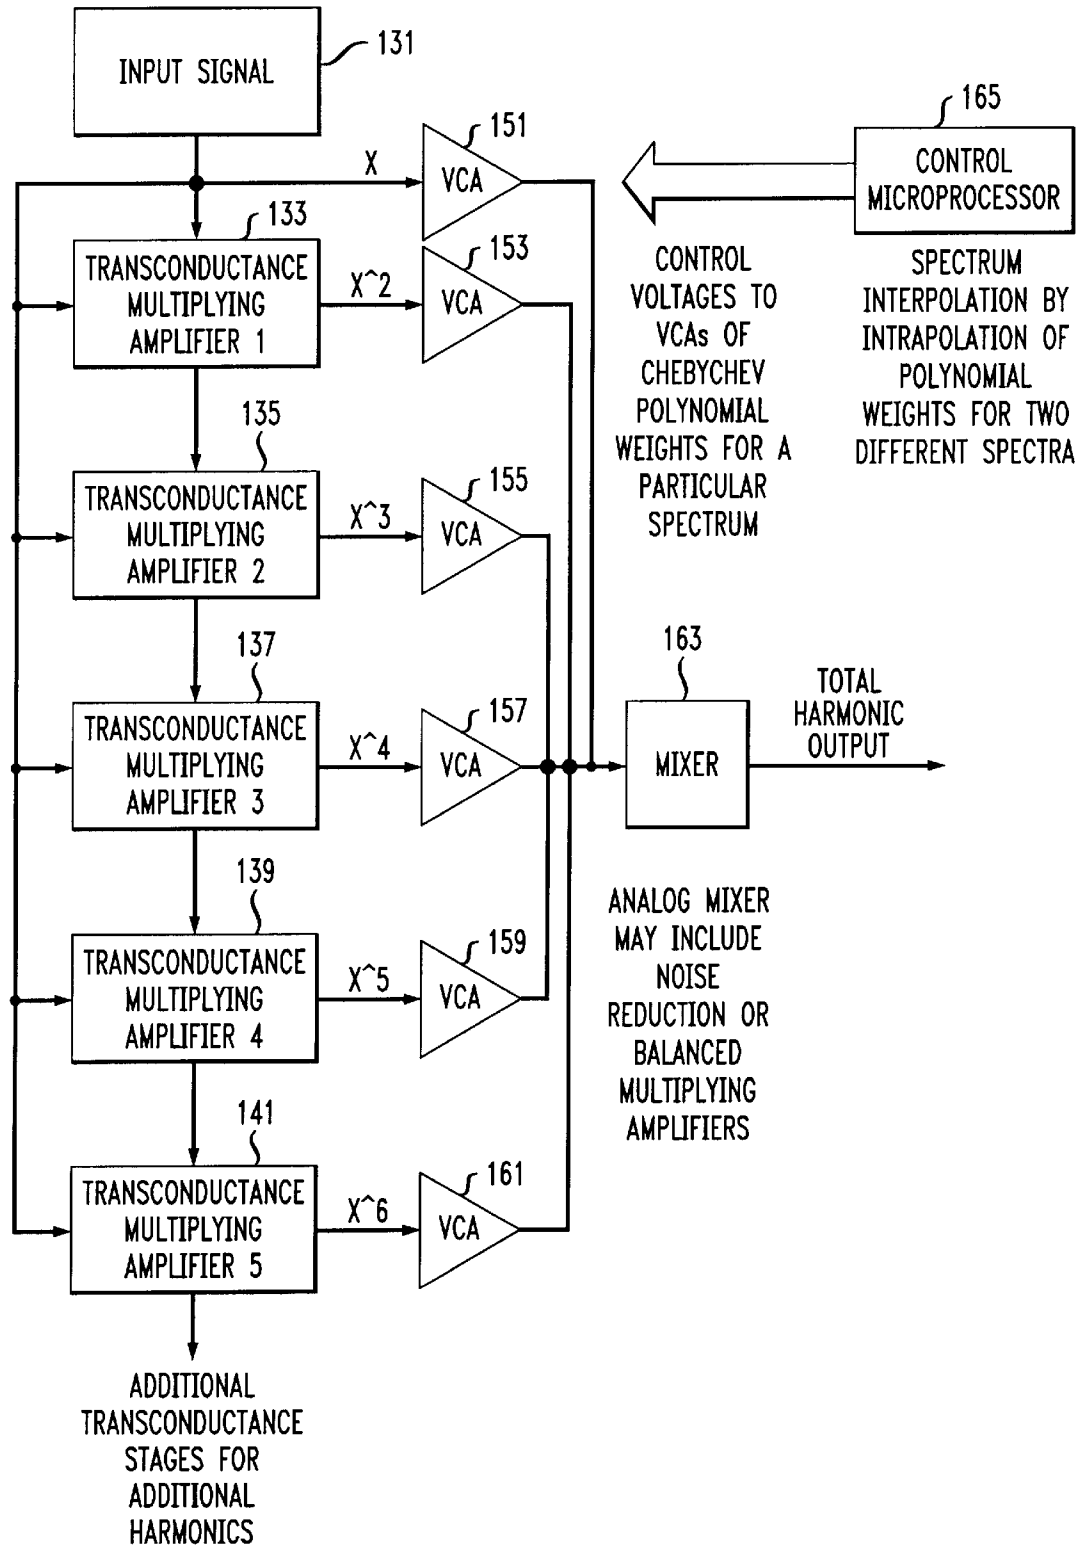 131
INPUT SIGNAL
165
151
CONTROL
MICROPROCESSOR
X
VCA
133
153
TRANSCONDUCTANCE
MULTIPLYING
AMPLIFIER 1
X^2
VCA
CONTROL
VOLTAGES TO
VCAs OF
CHEBYCHEV
POLYNOMIAL
WEIGHTS FOR A
PARTICULAR
SPECTRUM
SPECTRUM
INTERPOLATION BY
INTRAPOLATION OF
POLYNOMIAL
WEIGHTS FOR TWO
DIFFERENT SPECTRA
135
155
TRANSCONDUCTANCE
MULTIPLYING
AMPLIFIER 2
X^3
VCA
137
157
TRANSCONDUCTANCE
MULTIPLYING
AMPLIFIER 3
X^4
VCA
163
MIXER
TOTAL
HARMONIC
OUTPUT
139
159
TRANSCONDUCTANCE
MULTIPLYING
AMPLIFIER 4
X^5
VCA
ANALOG MIXER
MAY INCLUDE
NOISE
REDUCTION OR
BALANCED
MULTIPLYING
AMPLIFIERS
141
161
TRANSCONDUCTANCE
MULTIPLYING
AMPLIFIER 5
X^6
VCA
ADDITIONAL
TRANSCONDUCTANCE
STAGES FOR
ADDITIONAL
HARMONICS